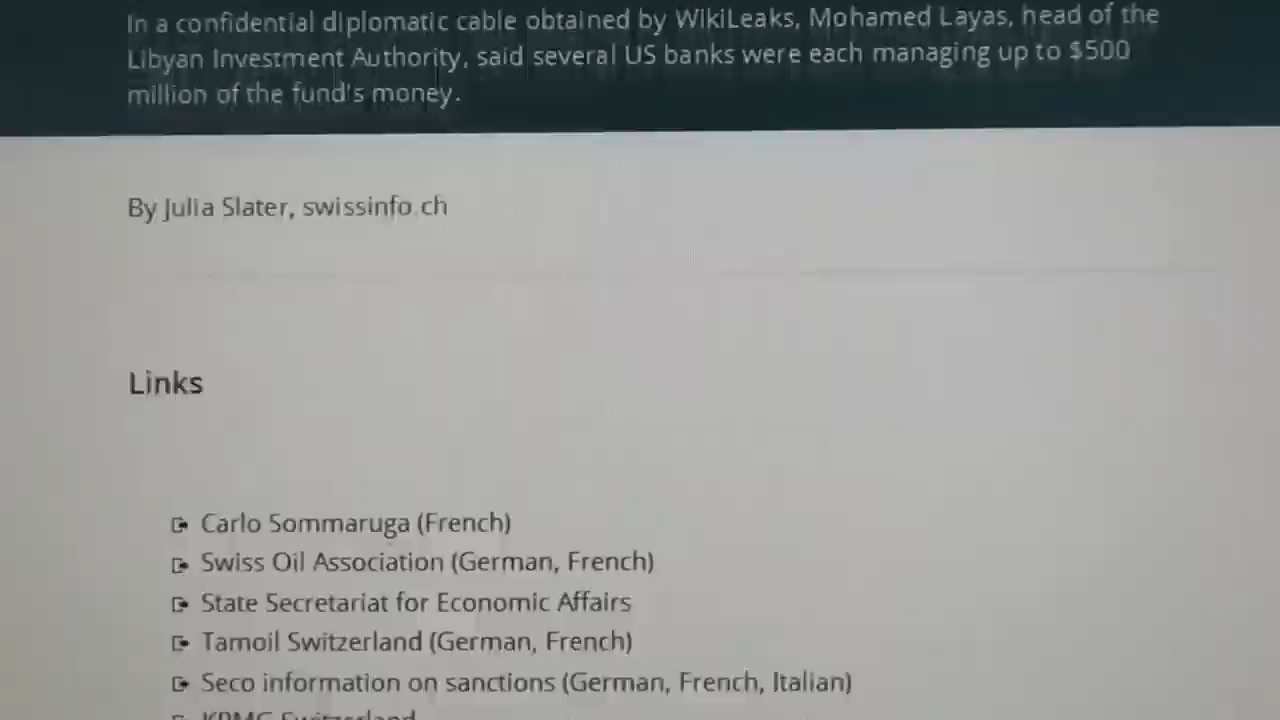 In a confidential diplomatic cable obtained by WikiLeaks, Mohamed Layas, head of the
Libyan Investment Authority, said several US banks were each managing up to $500
million of the fund's money.
By Julia Slater, swissinfo.ch
Links
Carlo Sommaruga (French)
Swiss Oil Association (German, French)
State Secretariat for Economic Affairs
Tamoil Switzerland (German, French)
Seco information on sanctions (German, French, Italian)
KPMG Switzerland